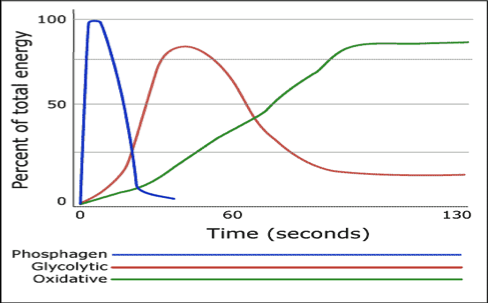 Percent of total energy
100
50
0
0
60
130
Time (seconds)
Phosphagen
Glycolytic
Oxidative